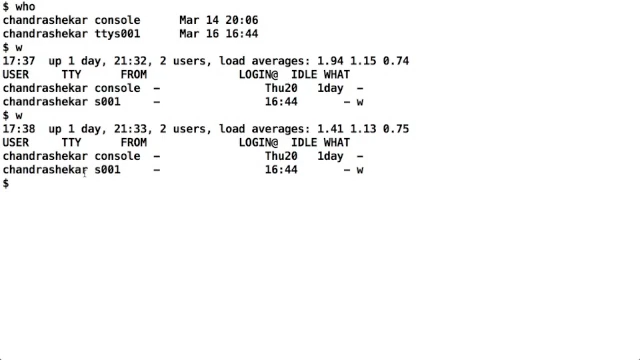 $ who
chandrashekar console      Mar 14 20:06
chandrashekar ttys001      Mar 16 16:44
$ w
17:37  up 1 day, 21:32, 2 users, load averages: 1.94 1.15 0.74
USER     TTY      FROM              LOGIN@  IDLE WHAT
chandrashekar console  -                Thu20   1day  -
chandrashekar s001     -                16:44       - w
$ w
17:38  up 1 day, 21:33, 2 users, load averages: 1.41 1.13 0.75
USER     TTY      FROM              LOGIN@  IDLE WHAT
chandrashekar console  -                Thu20   1day  -
chandrashekar s001     -                16:44       - w
$